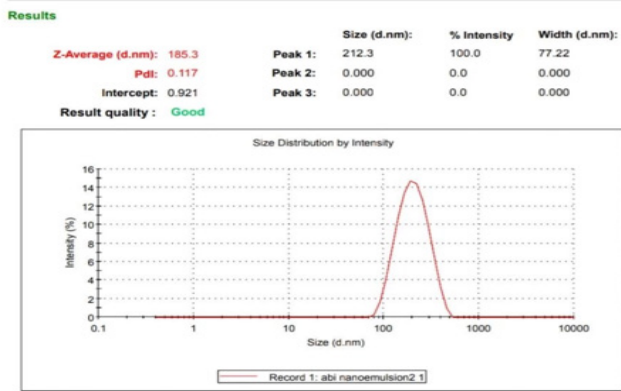 Results
Size (d.nm): % Intensity Width (d.nm):
Z-Average (d.nm): 185.3 Peak 1: 212.3 100.0 77.22
PdI: 0.117 Peak 2: 0.000 0.0 0.000
Intercept: 0.921 Peak 3: 0.000 0.0 0.000
Result quality : Good
Size Distribution by Intensity
16
14
12
10
8
6
4
2
0
Intensity (%)
0.1 1 10 100 1000 10000
Size (d.nm)
Record 1: abi nanoemulsion2 1